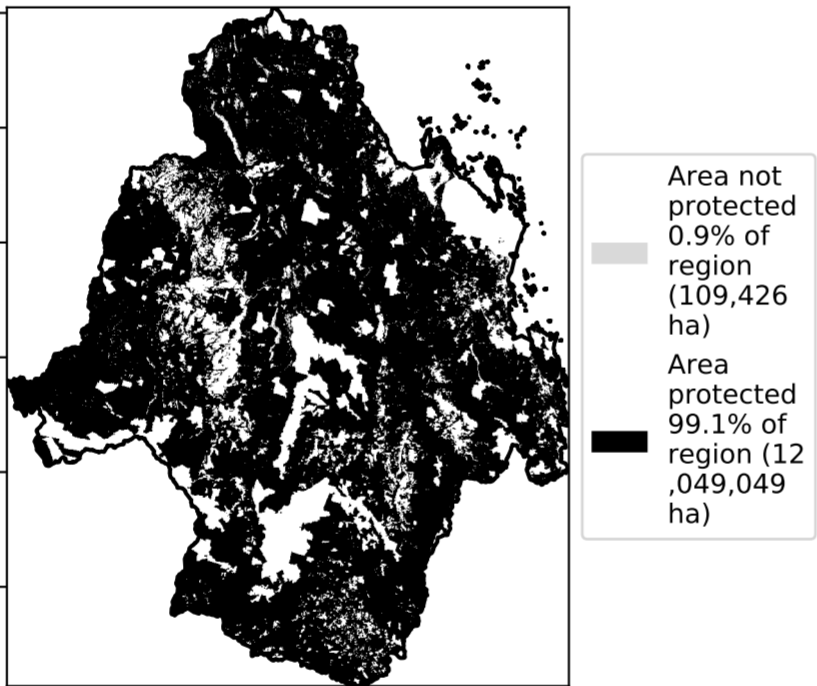 Area not
protected
0.9% of
region
(109,426
ha)
Area
protected
99.1% of
region (12
,049,049
ha)